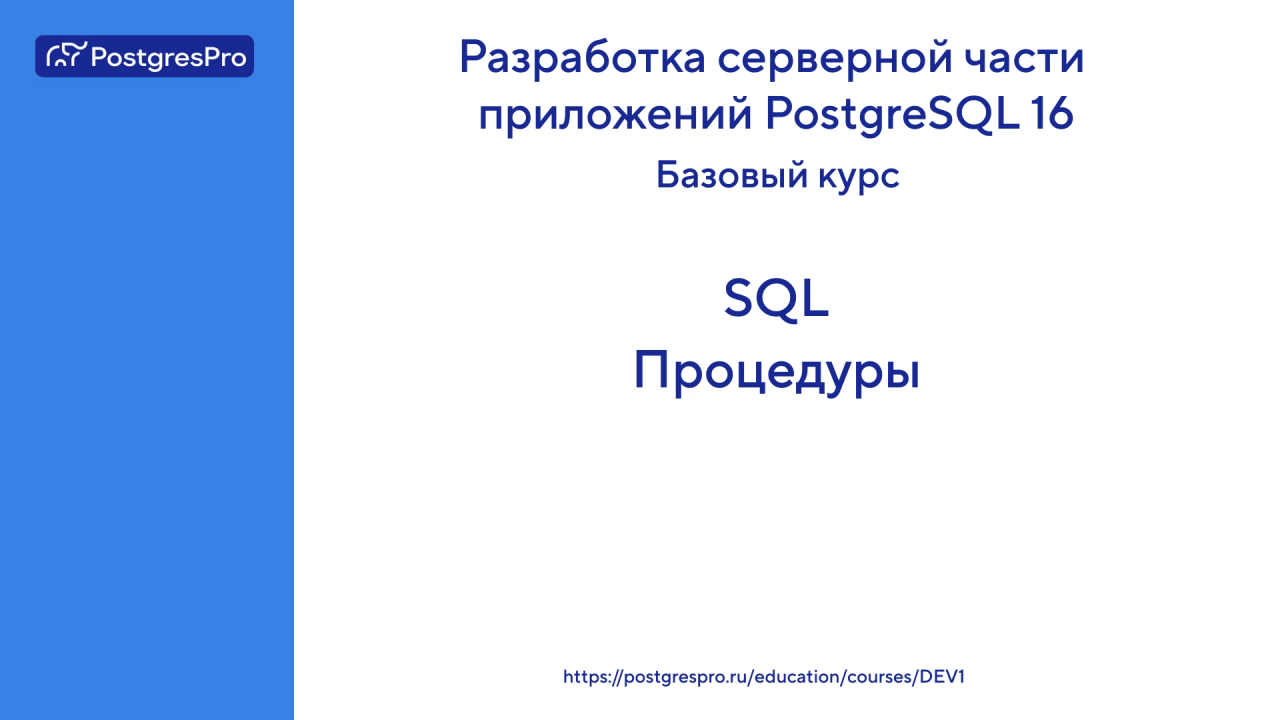 PostgresPro
Разработка серверной части
приложений PostgreSQL 16
Базовый курс
SQL
Процедуры
https://postgrespro.ru/education/courses/DEV1